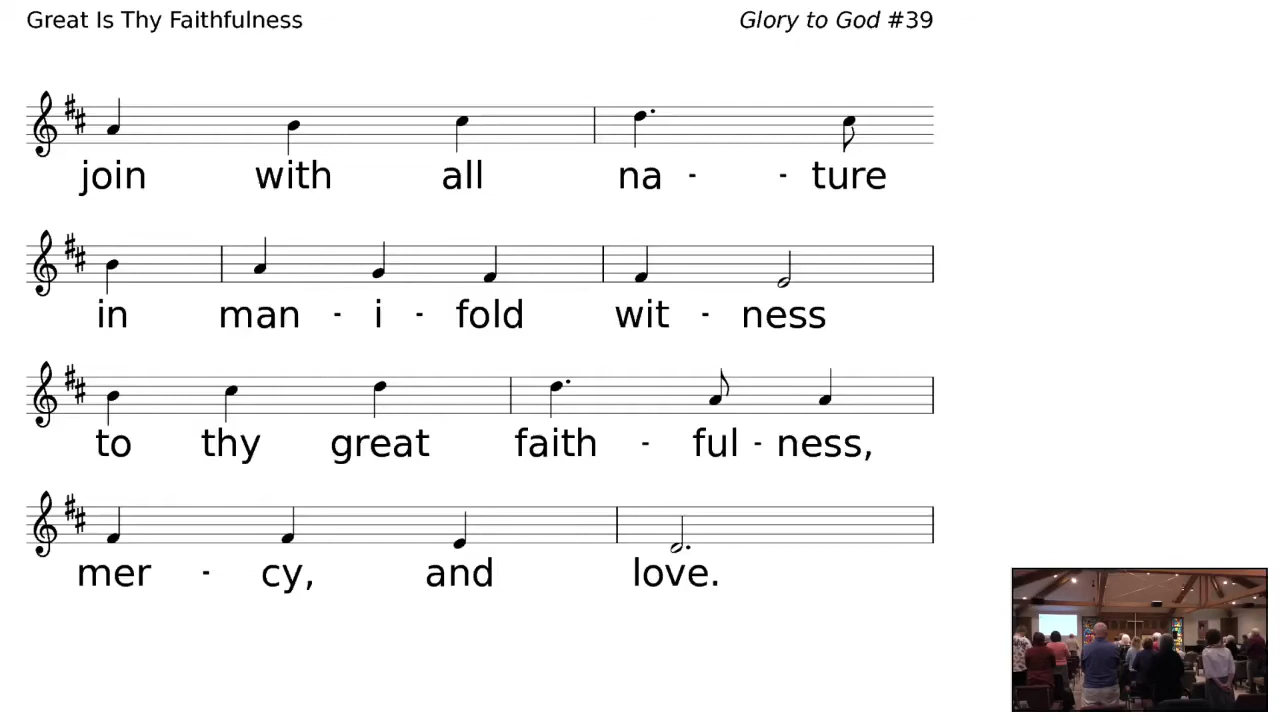 Great Is Thy Faithfulness
Glory to God #39
join with all na - - ture
in man - i - fold wit - ness
to thy great faith - ful - ness,
mer - cy, and love.